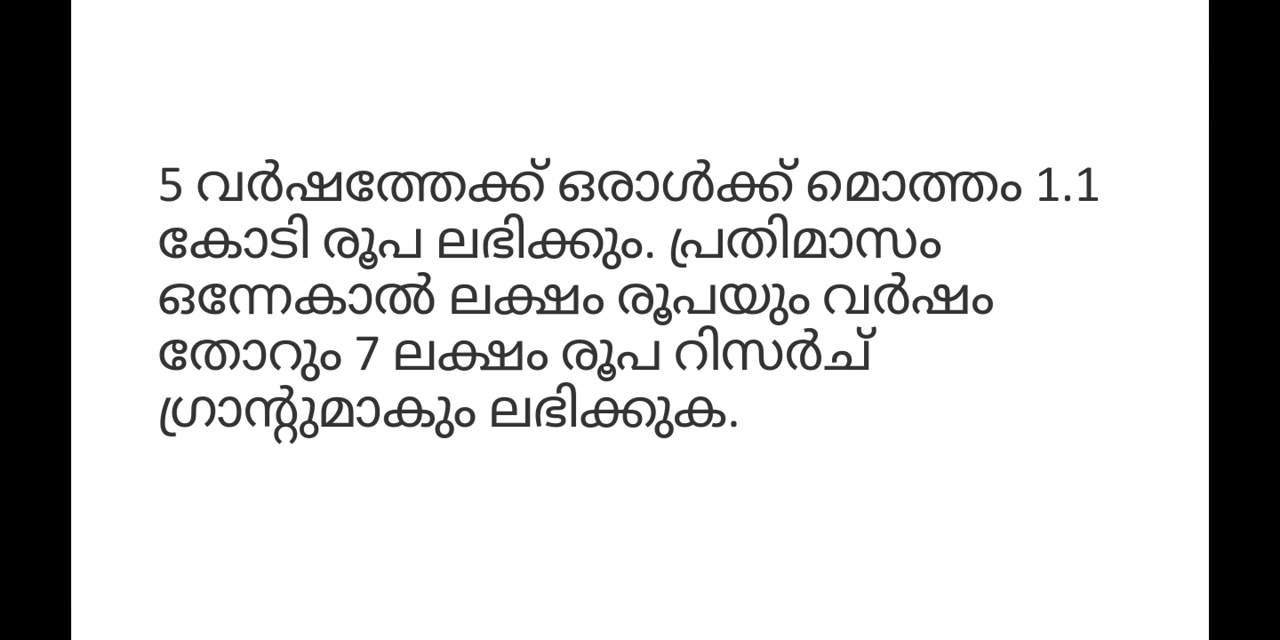 5 വർഷത്തേക്ക് ഒരാൾക്ക് മൊത്തം 1.1
കോടി രൂപ ലഭിക്കും. പ്രതിമാസം
ഒന്നേകാൽ ലക്ഷം രൂപയും വർഷം
തോറും 7 ലക്ഷം രൂപ റിസർച്
ഗ്രാന്റുമാകും ലഭിക്കുക.